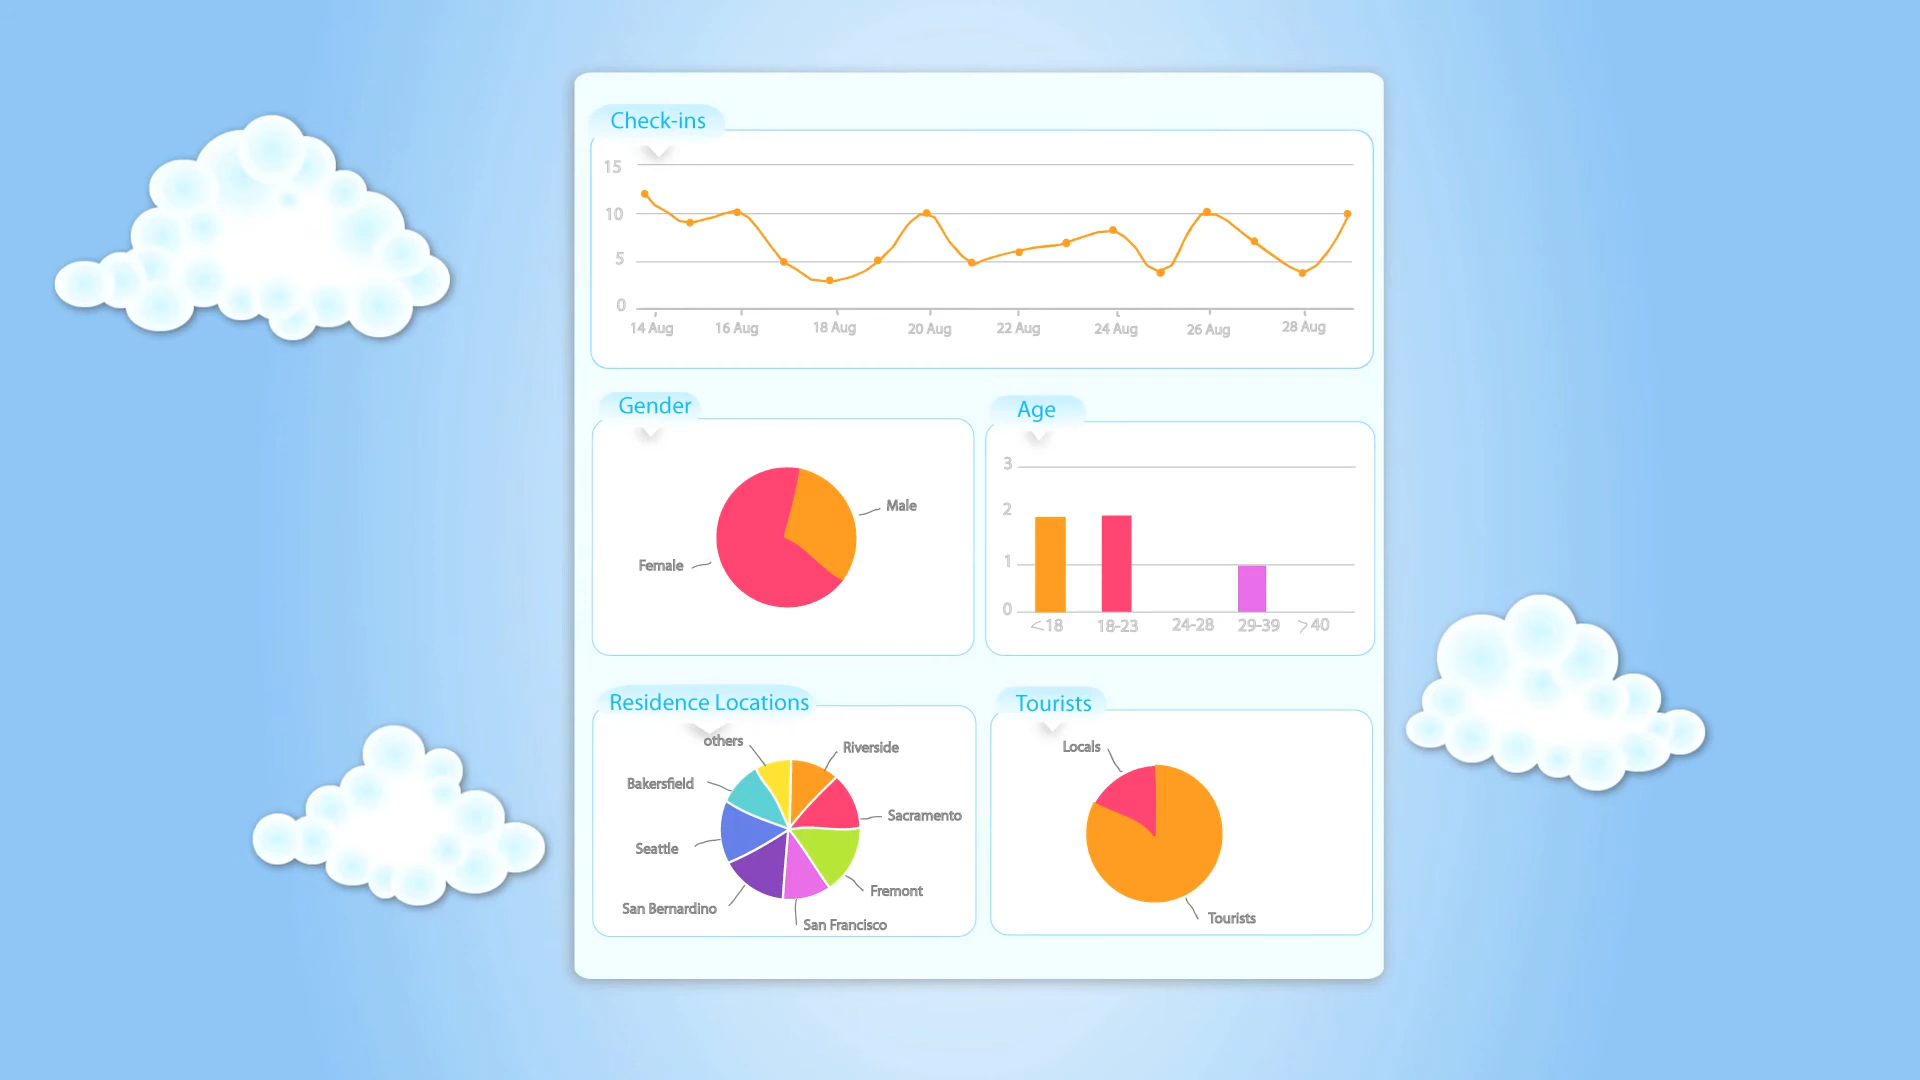 Check-ins
15
10
5
0
14 Aug 16 Aug 18 Aug 20 Aug 22 Aug 24 Aug 26 Aug 28 Aug
Gender
Male
Female
Age
3
2
1
0
<18 18-23 24-28 29-39 >40
Residence Locations
others
Riverside
Bakersfield
Sacramento
Seattle
Fremont
San Bernardino
San Francisco
Tourists
Locals
Tourists